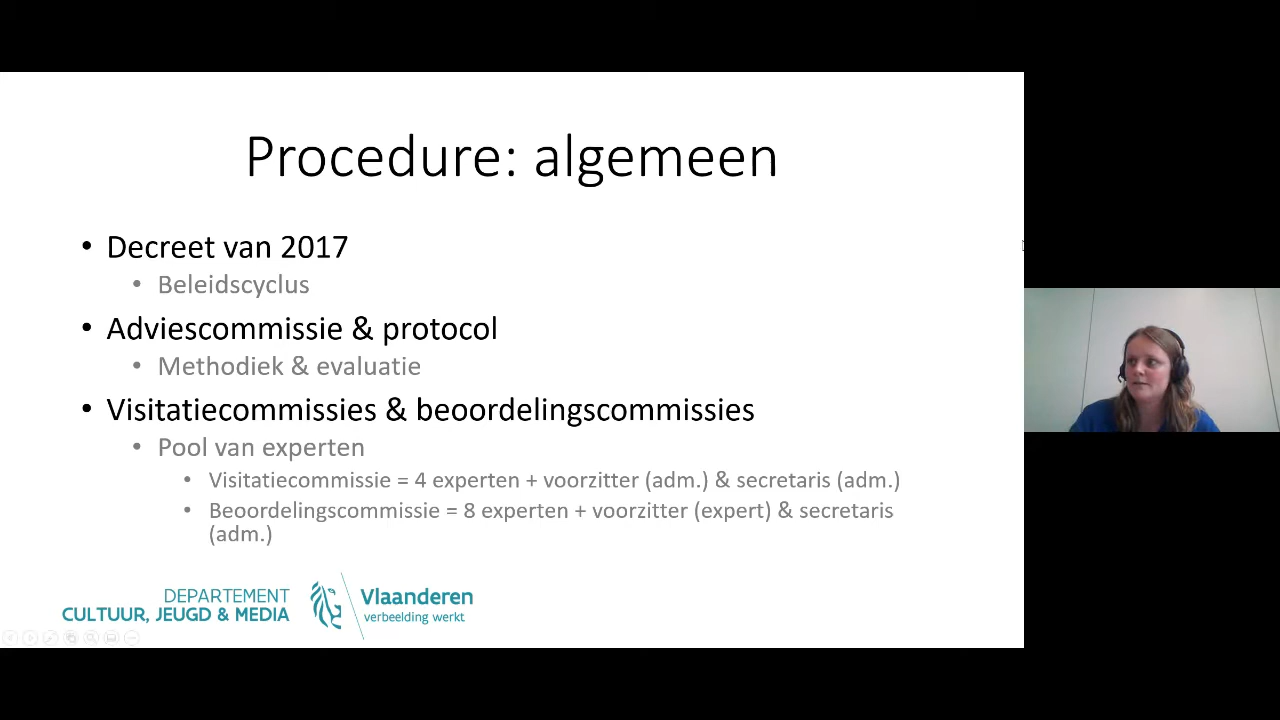 Procedure: algemeen
• Decreet van 2017
• Beleidscyclus
• Adviescommissie & protocol
• Methodiek & evaluatie
• Visitatiecommissies & beoordelingscommissies
• Pool van experten
• Visitatiecommissie = 4 experten + voorzitter (adm.) & secretaris (adm.)
• Beoordelingscommissie = 8 experten + voorzitter (expert) & secretaris
(adm.)
DEPARTEMENT
CULTUUR, JEUGD & MEDIA
Vlaanderen
verbeelding werkt